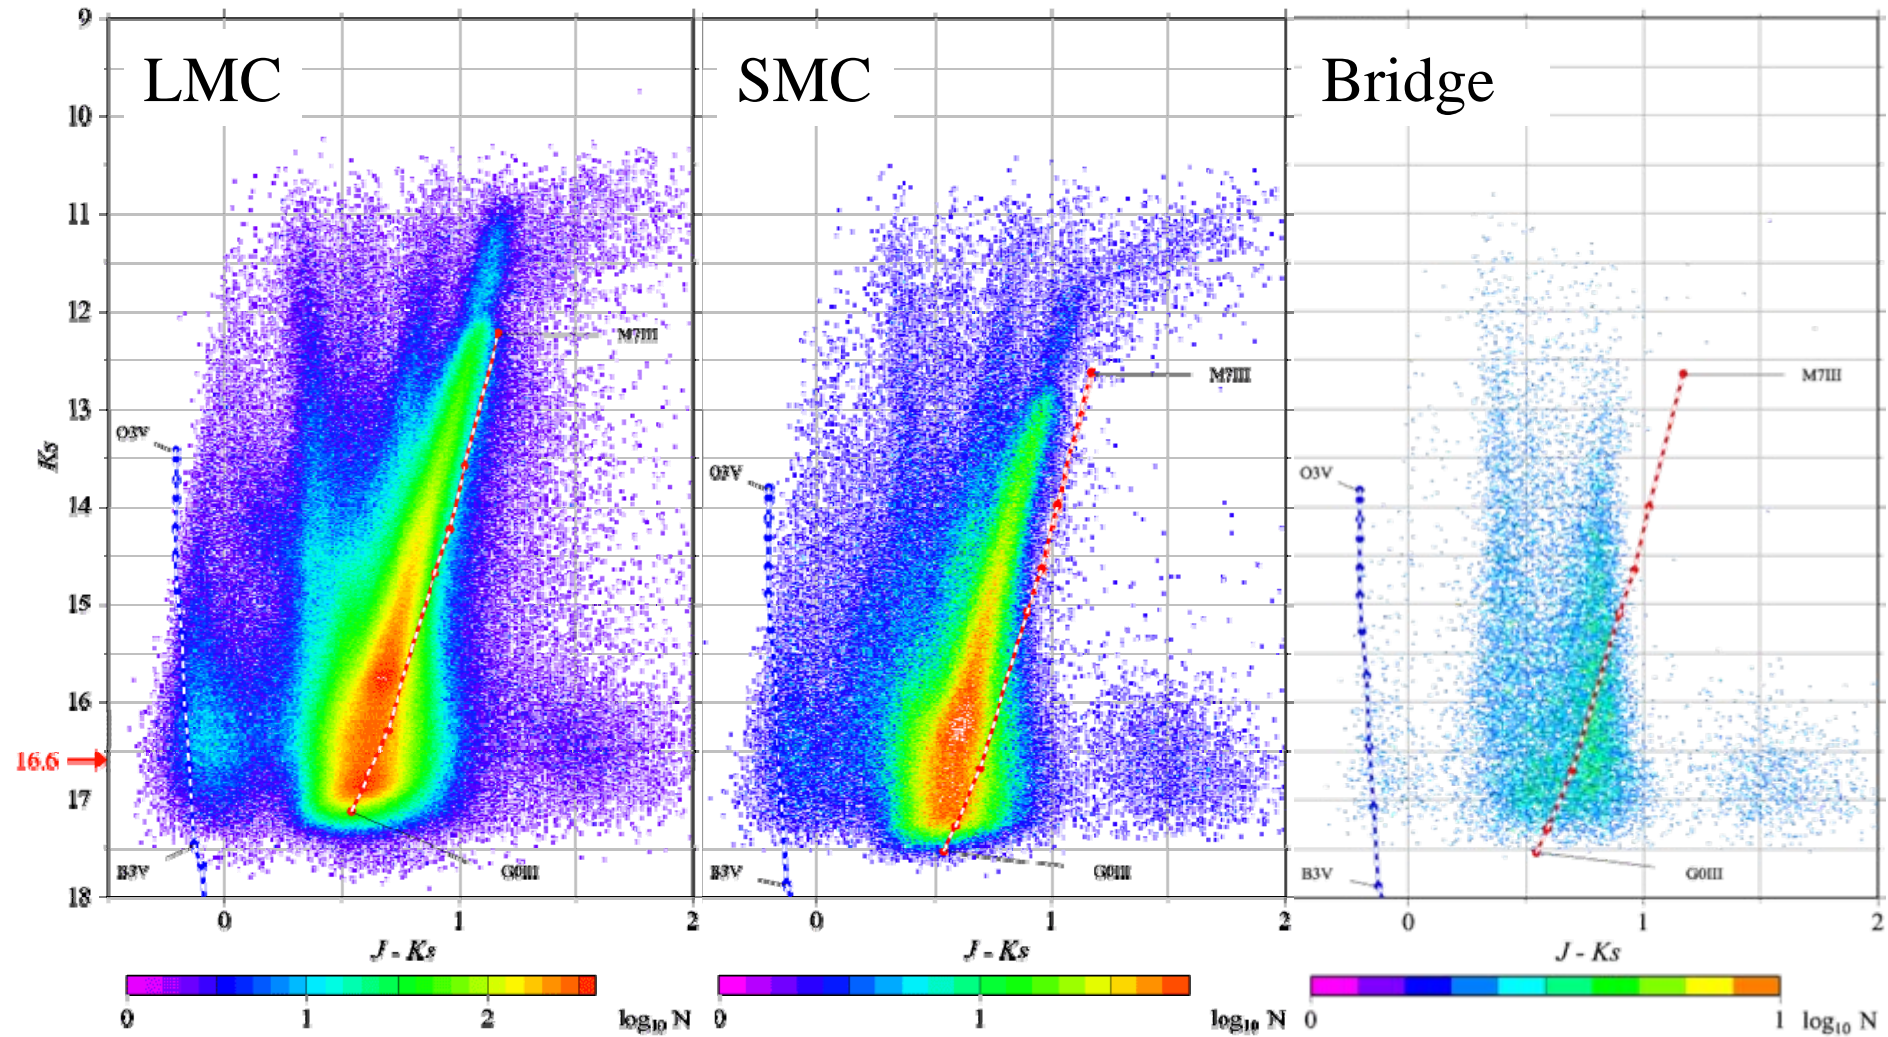 LMC
SMC
Bridge
9
10
11
12
13
14
15
16
16.6
17
18
Ks
O3V
M7III
B3V
G0III
O3V
M7III
B3V
G0III
O3V
M7III
B3V
G0III
0 1 2
0 1 2
0 1 2
J - Ks
J - Ks
J - Ks
0 1 2 log10 N
0 1 log10 N
0 1 log10 N